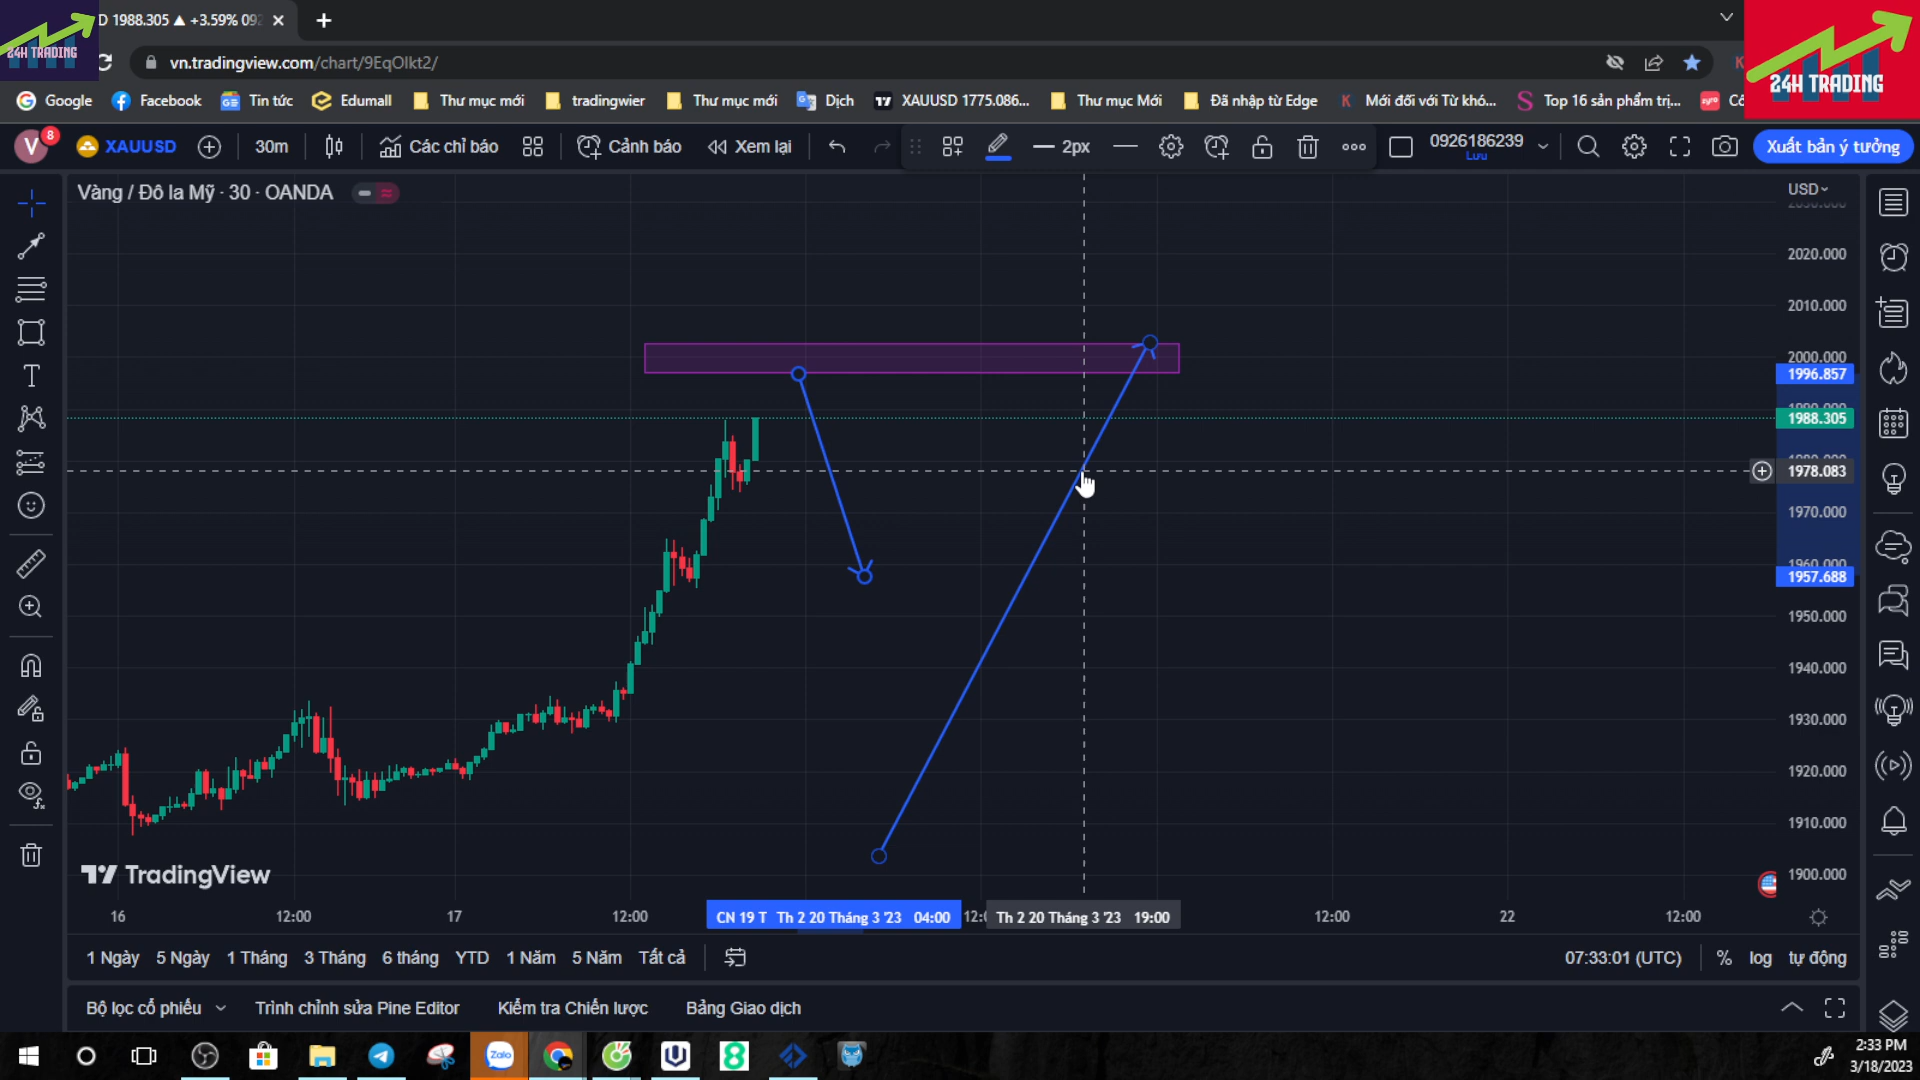 D 1988.305 ▲ +3.59% 092
24H TRADING
vn.tradingview.com/chart/9EqOlkt2/
24H TRADING
Google
Facebook
Tin tức
Edumall
Thư mục mới
tradingwier
Thư mục mới
Dịch
XAUUSD 1775.086...
Thư mục Mới
Đã nhập từ Edge
Mới đối với Từ khó...
Top 16 sản phẩm trị...
V
8
XAUUSD
30m
Các chỉ báo
Cảnh báo
Xem lại
2px
0926186239
Lưu
Xuất bản ý tưởng
Vàng / Đô la Mỹ · 30 · OANDA
USD
2020.000
2010.000
2000.000
1996.857
1988.305
1978.083
1970.000
1957.688
1950.000
1940.000
1930.000
1920.000
1910.000
1900.000
TradingView
16
12:00
17
12:00
CN 19 T
Th 2 20 Tháng 3 '23 04:00
Th 2 20 Tháng 3 '23 19:00
12:00
22
12:00
1 Ngày
5 Ngày
1 Tháng
3 Tháng
6 tháng
YTD
1 Năm
5 Năm
Tất cả
07:33:01 (UTC)
%
log
tự động
Bộ lọc cổ phiếu
Trình chỉnh sửa Pine Editor
Kiểm tra Chiến lược
Bảng Giao dịch
Zalo
2:33 PM
3/18/2023